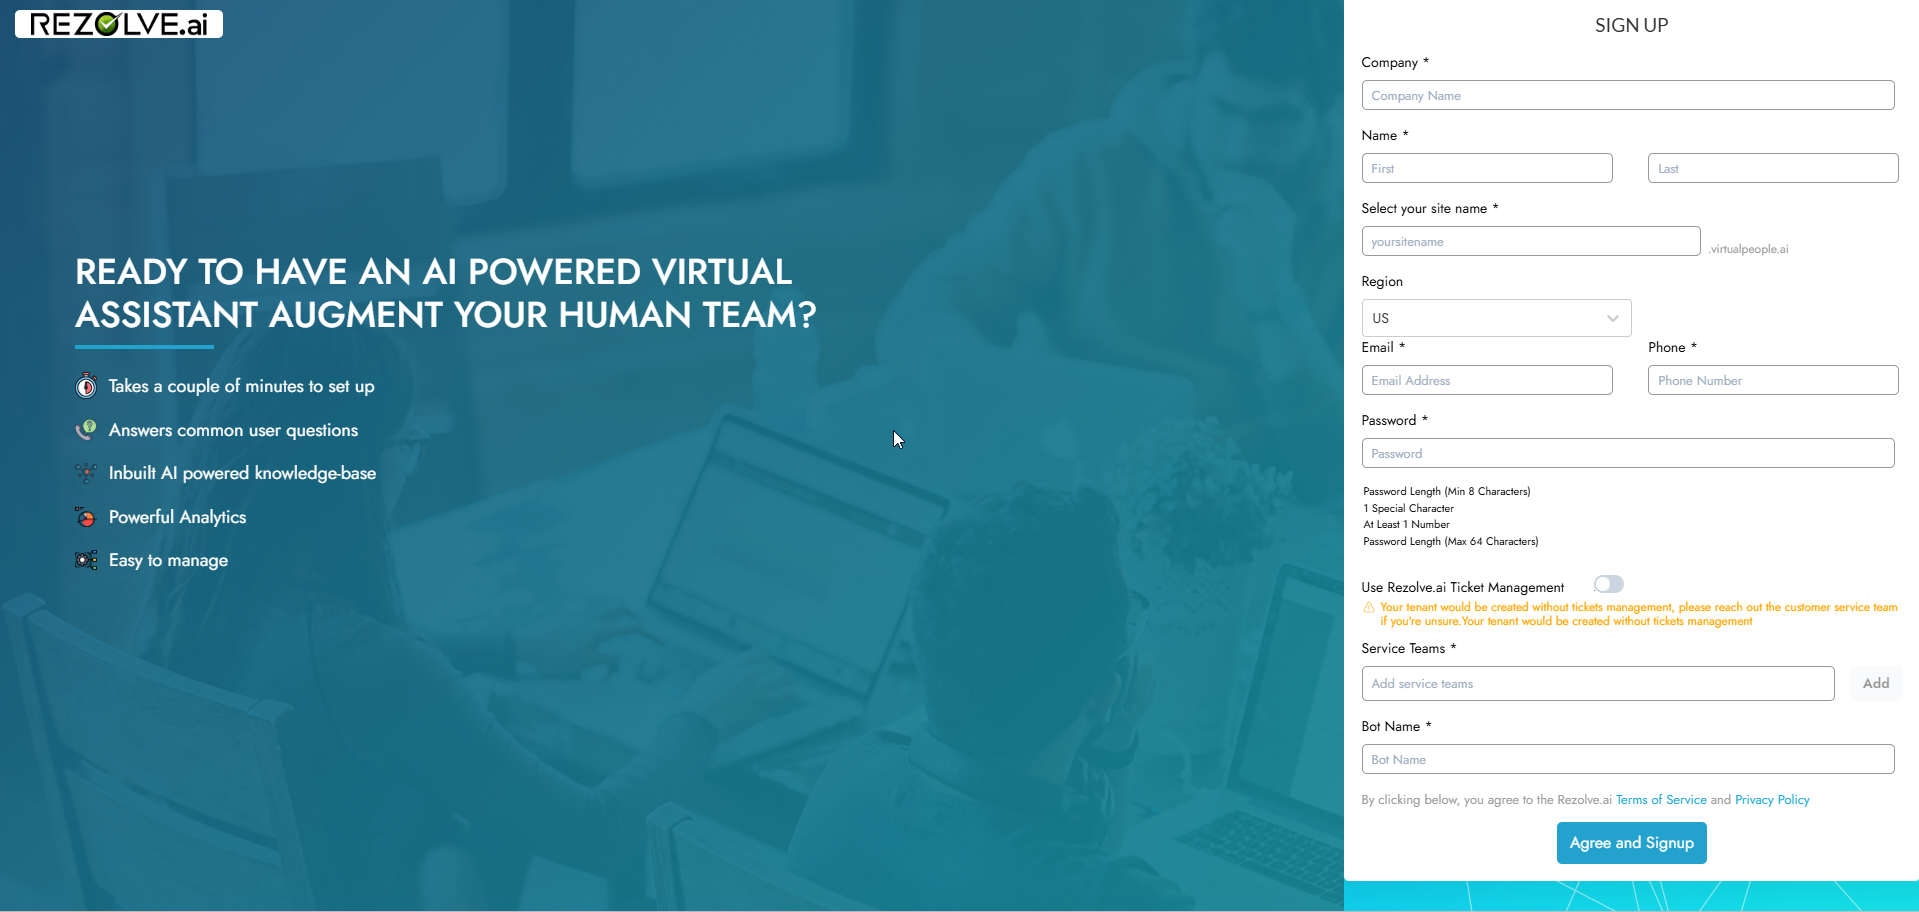 REZOLVE.ai
READY TO HAVE AN AI POWERED VIRTUAL
ASSISTANT AUGMENT YOUR HUMAN TEAM?
Takes a couple of minutes to set up
Answers common user questions
Inbuilt AI powered knowledge-base
Powerful Analytics
Easy to manage
SIGN UP
Company *
Company Name
Name *
First Last
Select your site name *
yoursitename .virtualpeople.ai
Region
US
Email * Phone *
Email Address Phone Number
Password *
Password
Password Length (Min 8 Characters)
1 Special Character
At Least 1 Number
Password Length (Max 64 Characters)
Use Rezolve.ai Ticket Management
Your tenant would be created without tickets management, please reach out the customer service team
if you're unsure.Your tenant would be created without tickets management
Service Teams *
Add service teams Add
Bot Name *
Bot Name
By clicking below, you agree to the Rezolve.ai Terms of Service and Privacy Policy
Agree and Signup